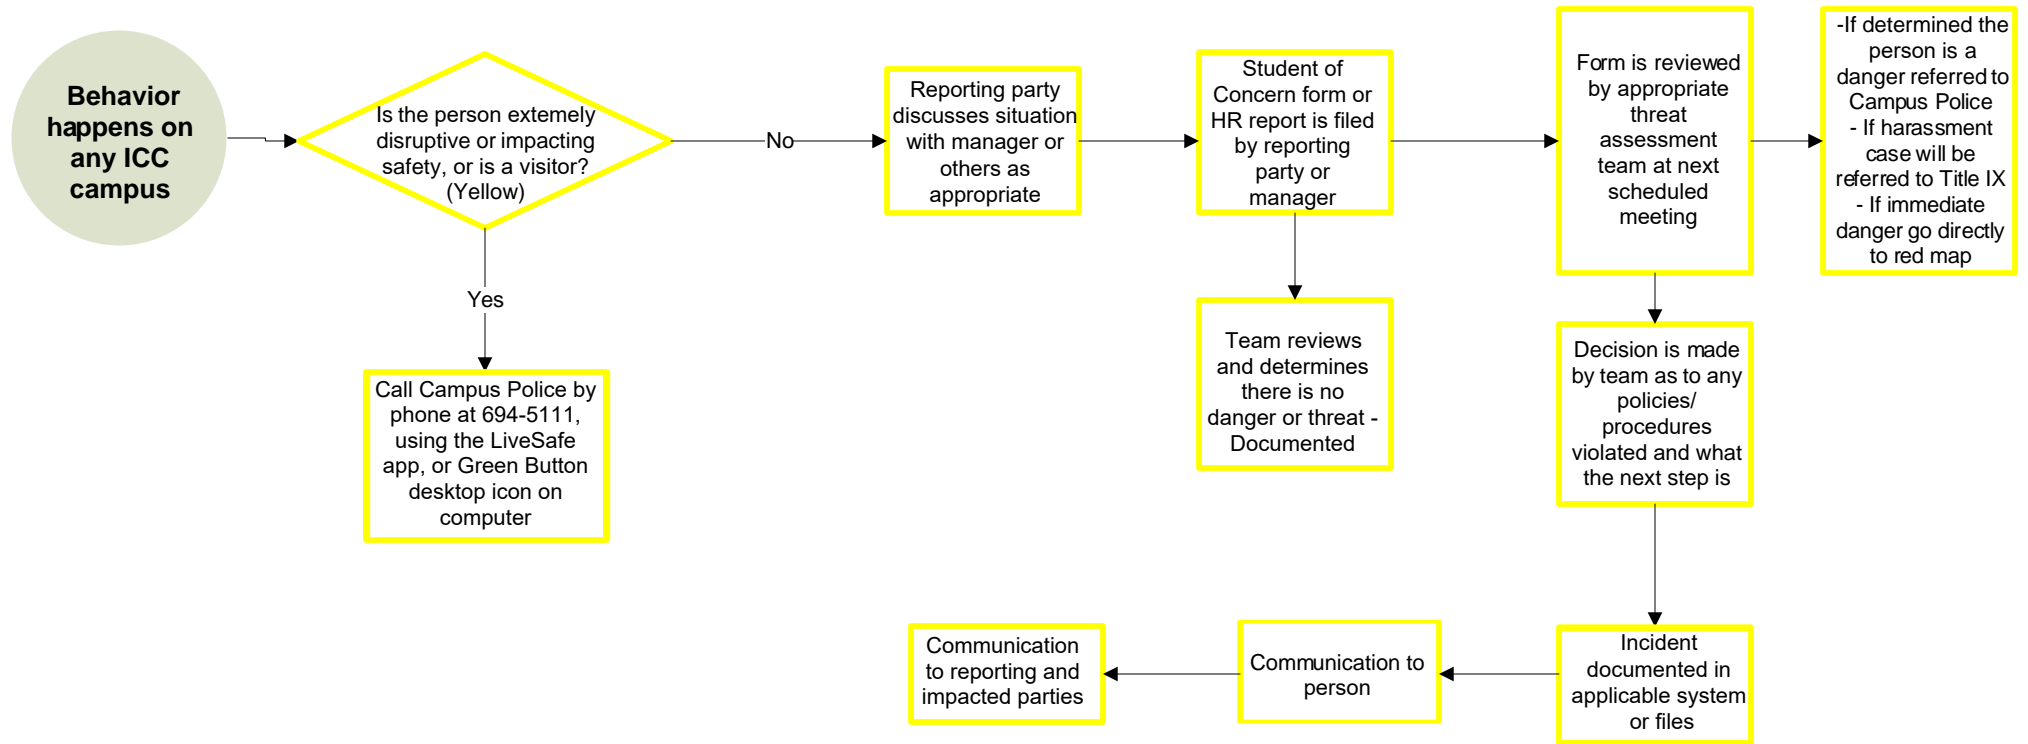 Behavior
happens on
any ICC
campus
Is the person extemely
disruptive or impacting
safety, or is a visitor?
(Yellow)
No
Yes
Call Campus Police by
phone at 694-5111,
using the LiveSafe
app, or Green Button
desktop icon on
computer
Reporting party
discusses situation
with manager or
others as
appropriate
Student of
Concern form or
HR report is filed
by reporting
party or
manager
Team reviews
and determines
there is no
danger or threat -
Documented
Form is reviewed
by appropriate
threat
assessment
team at next
scheduled
meeting
-If determined the
person is a
danger referred to
Campus Police
- If harassment
case will be
referred to Title IX
- If immediate
danger go directly
to red map
Decision is made
by team as to any
policies/
procedures
violated and what
the next step is
Incident
documented in
applicable system
or files
Communication to
person
Communication
to reporting and
impacted parties